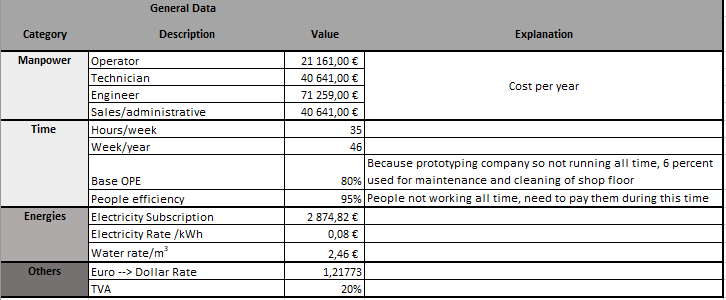 General Data
Category Description Value Explanation
Manpower Operator 21 161,00 € Cost per year
Technician 40 641,00 €
Engineer 71 259,00 €
Sales/administrative 40 641,00 €
Time Hours/week 35
Week/year 46
Base OPE 80% Because prototyping company so not running all time, 6 percent
used for maintenance and cleaning of shop floor
People efficiency 95% People not working all time, need to pay them during this time
Energies Electricity Subscription 2 874,82 €
Electricity Rate /kWh 0,08 €
Water rate/m³ 2,46 €
Others Euro --> Dollar Rate 1,21773
TVA 20%